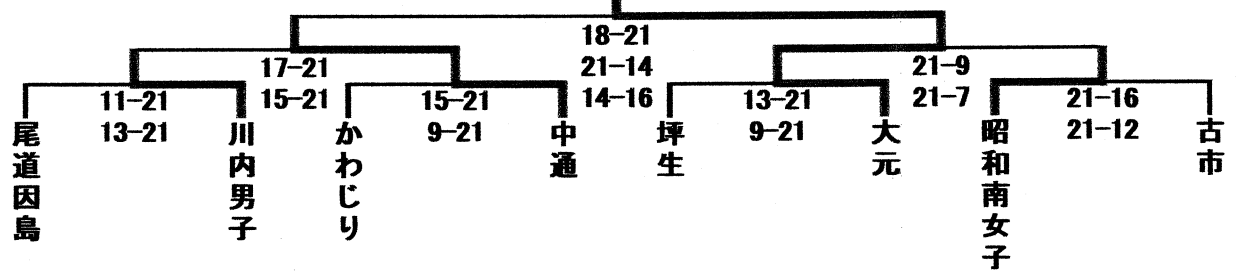 18-21
21-14
14-16
17-21
15-21
21-9
21-7
11-21
13-21
15-21
9-21
13-21
9-21
21-16
21-12
尾道因島
川内男子
かわじり
中通
坪生
大元
昭和南女子
古市